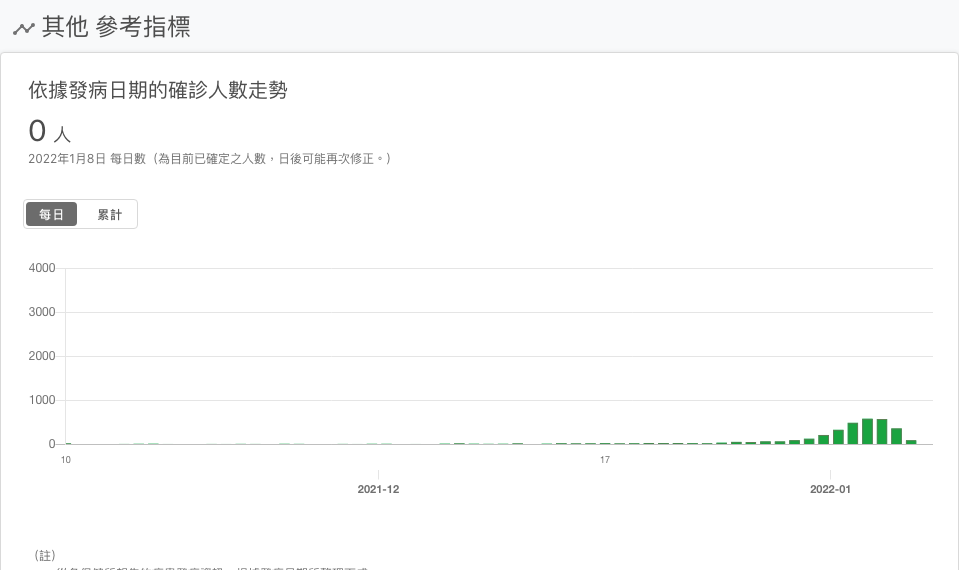 其他 參考指標
依據發病日期的確診人數走勢
0 人
2022年1月8日 每日數（為目前已確定之人數，日後可能再次修正。）
每日 累計
4000
3000
2000
1000
0
10 17
2021-12 2022-01
（註）